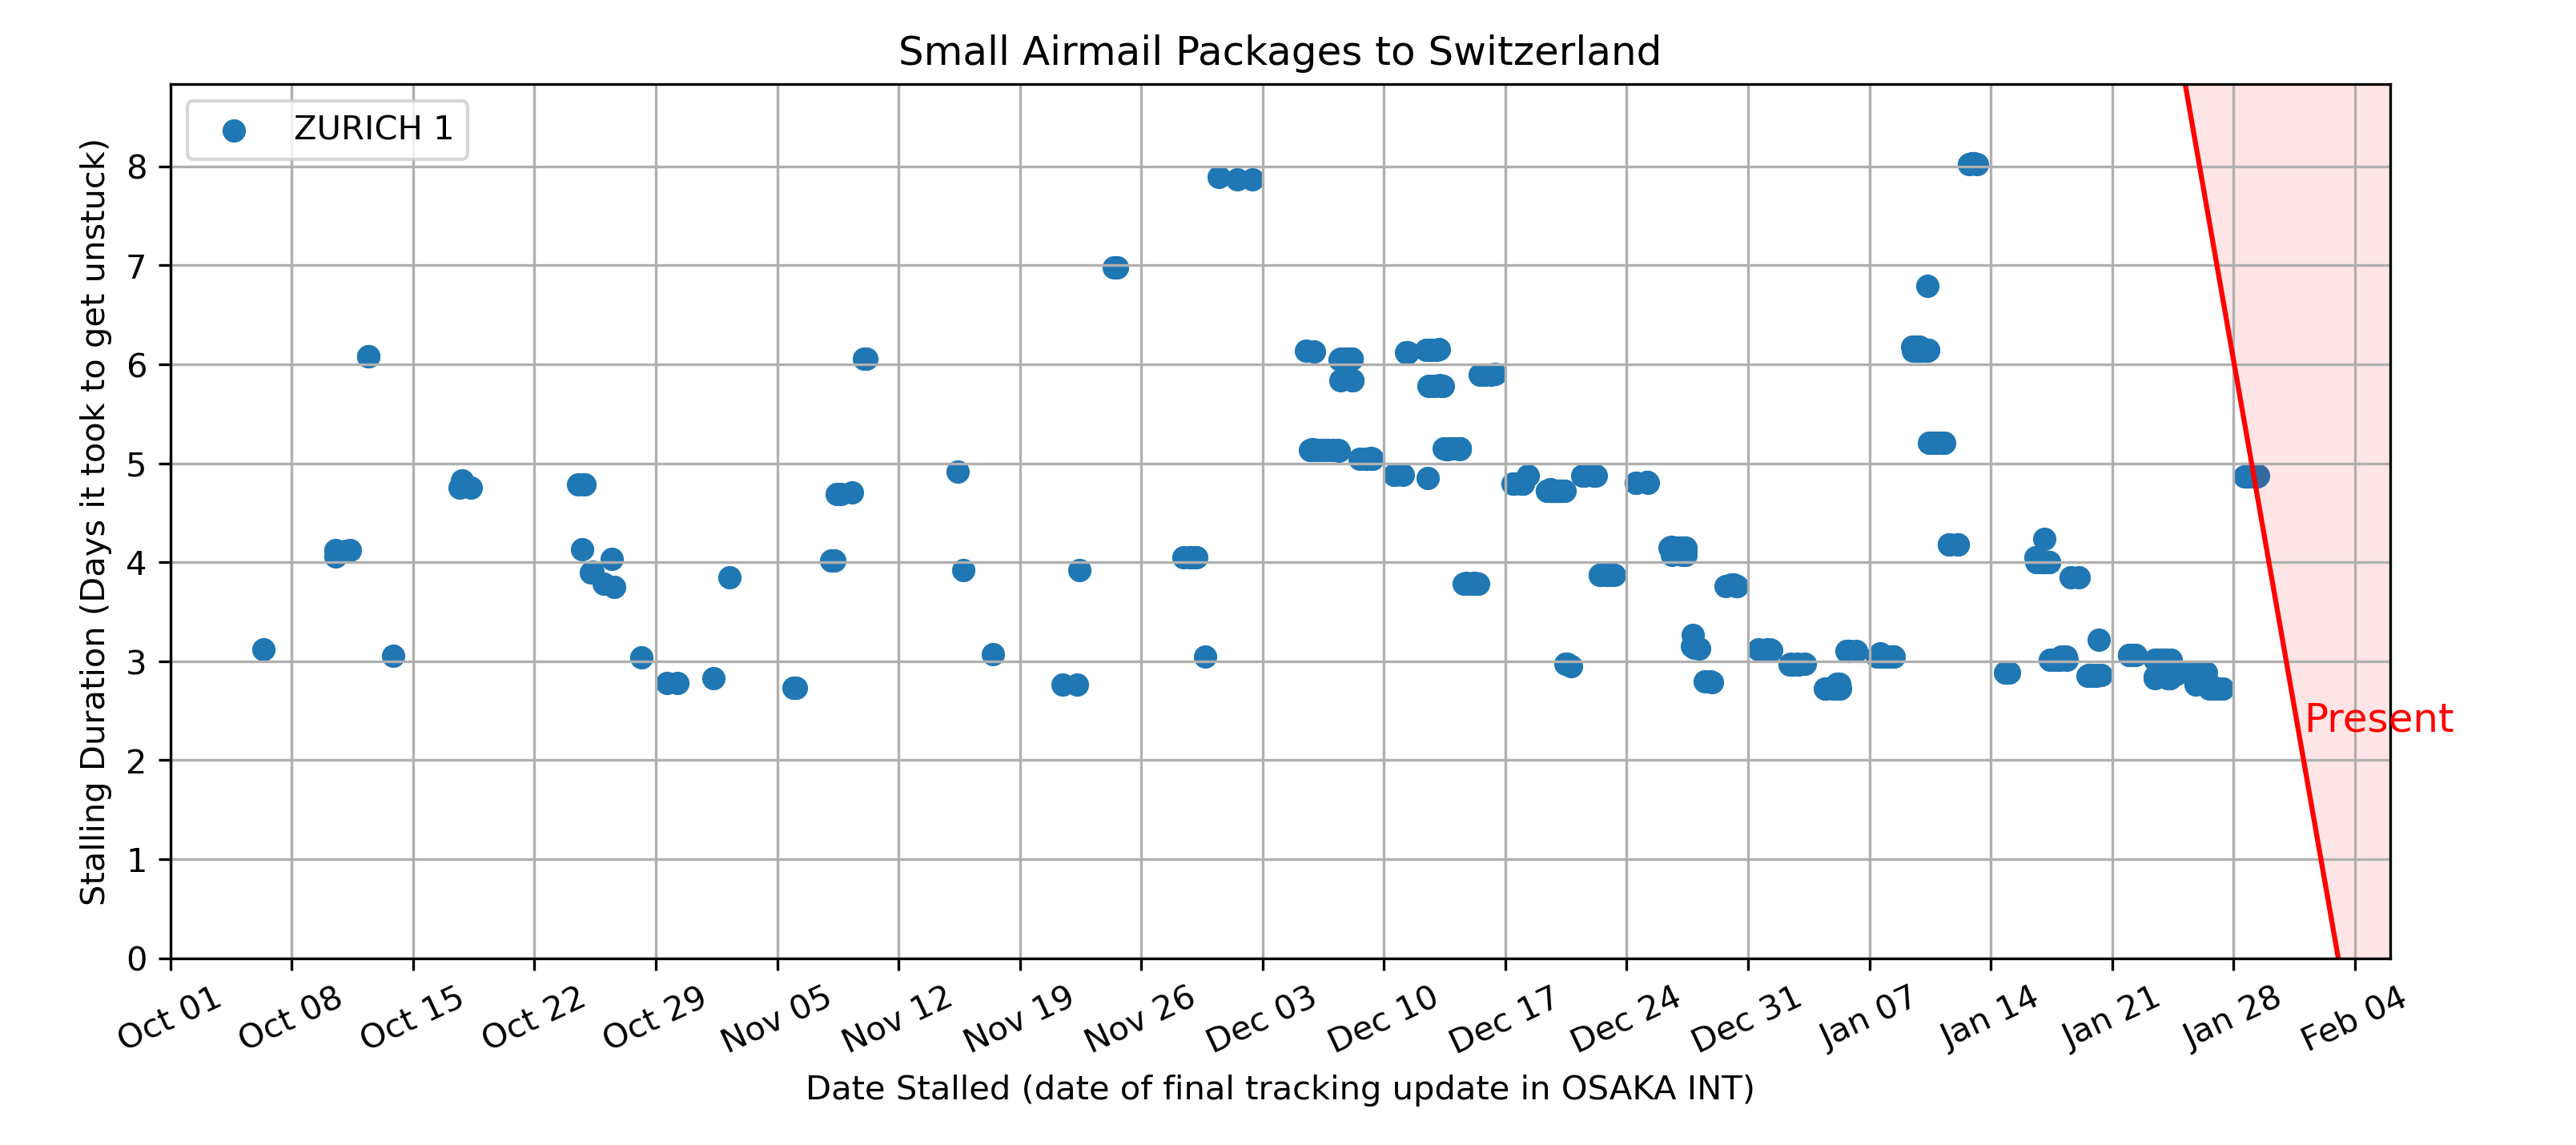 Small Airmail Packages to Switzerland
ZURICH 1
Stalling Duration (Days it took to get unstuck)
8
7
6
5
4
3
2
1
0
Present
Oct 01
Oct 08
Oct 15
Oct 22
Oct 29
Nov 05
Nov 12
Nov 19
Nov 26
Dec 03
Dec 10
Dec 17
Dec 24
Dec 31
Jan 07
Jan 14
Jan 21
Jan 28
Feb 04
Date Stalled (date of final tracking update in OSAKA INT)